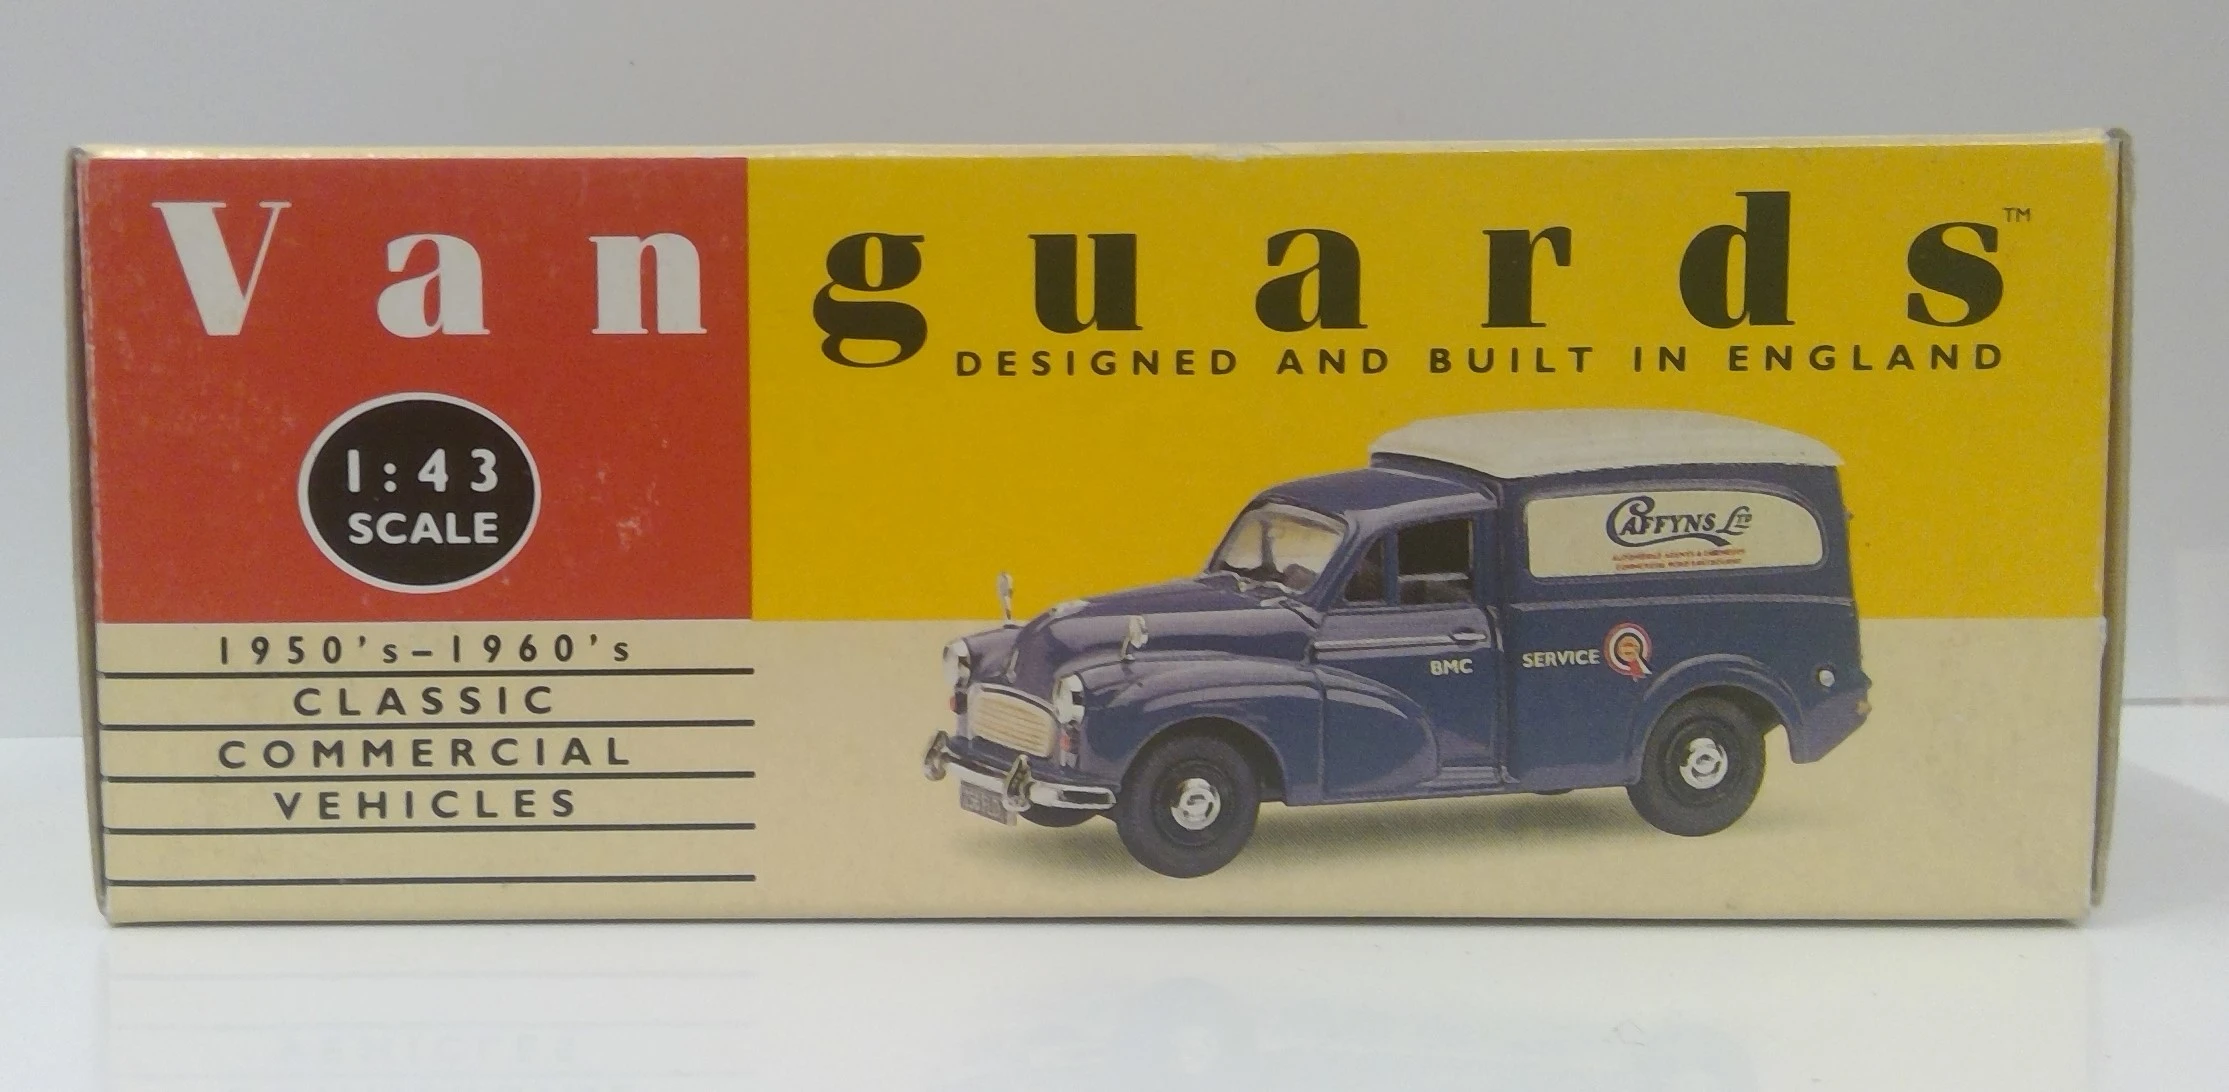 Vanguards™
DESIGNED AND BUILT IN ENGLAND
1:43
SCALE
1950's–1960's
CLASSIC
COMMERCIAL
VEHICLES
CAFFYNS LTD
BMC SERVICE